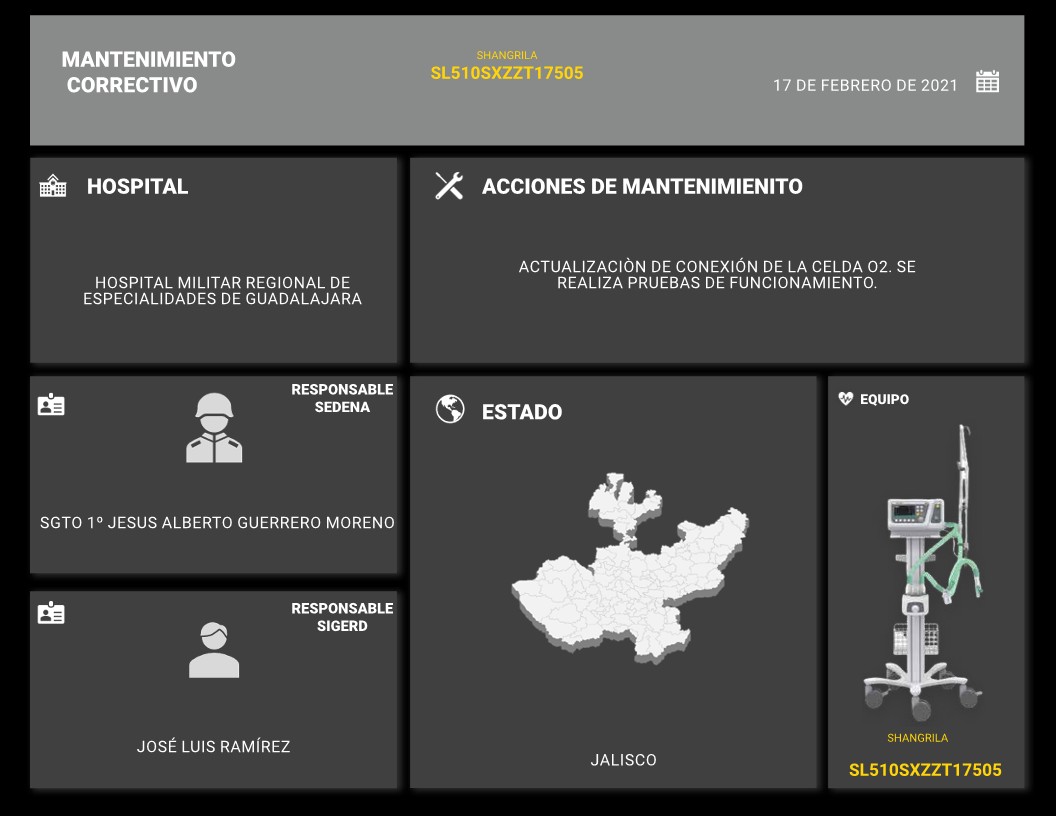 MANTENIMIENTO
CORRECTIVO
SHANGRILA
SL510SXZZT17505
17 DE FEBRERO DE 2021
HOSPITAL
HOSPITAL MILITAR REGIONAL DE
ESPECIALIDADES DE GUADALAJARA
ACCIONES DE MANTENIMIENITO
ACTUALIZACIÒN DE CONEXIÓN DE LA CELDA O2. SE
REALIZA PRUEBAS DE FUNCIONAMIENTO.
RESPONSABLE
SEDENA
SGTO 1º JESUS ALBERTO GUERRERO MORENO
RESPONSABLE
SIGERD
JOSÉ LUIS RAMÍREZ
ESTADO
JALISCO
EQUIPO
SHANGRILA
SL510SXZZT17505